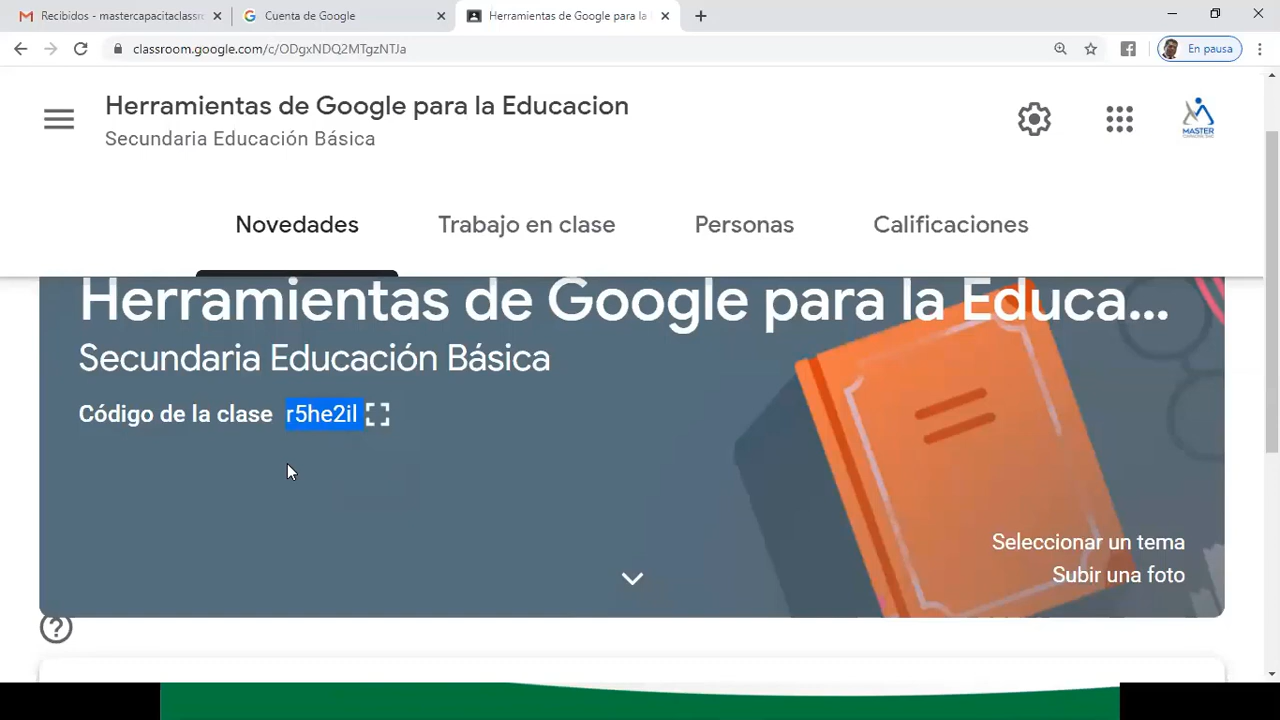 Recibidos - mastercapacitaclassr
Cuenta de Google
Herramientas de Google para la
classroom.google.com/c/ODgxNDQ2MTgzNTJa
En pausa
Herramientas de Google para la Educacion
Secundaria Educación Básica
MASTER
Novedades
Trabajo en clase
Personas
Calificaciones
Herramientas de Google para la Educa...
Secundaria Educación Básica
Código de la clase r5he2il
Seleccionar un tema
Subir una foto